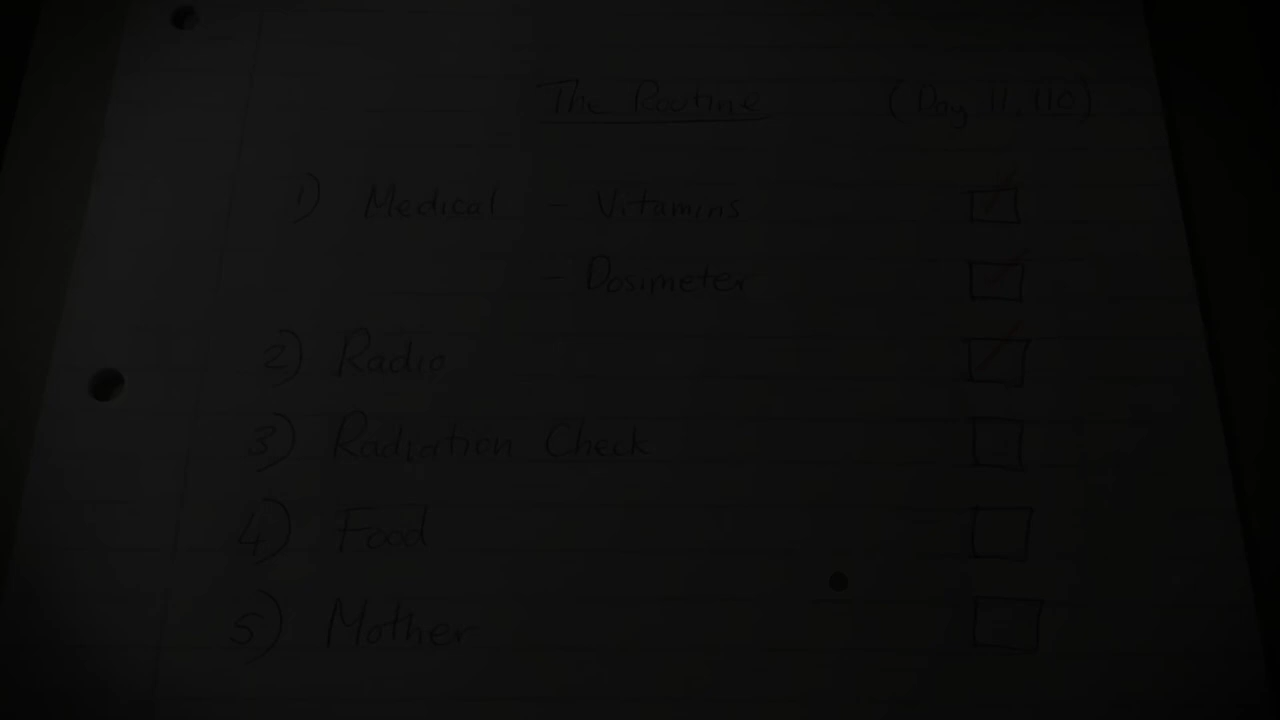 The Routine (Day 11,110)
1) Medical - Vitamins
- Dosimeter
2) Radio
3) Radiation Check
4) Food
5) Mother